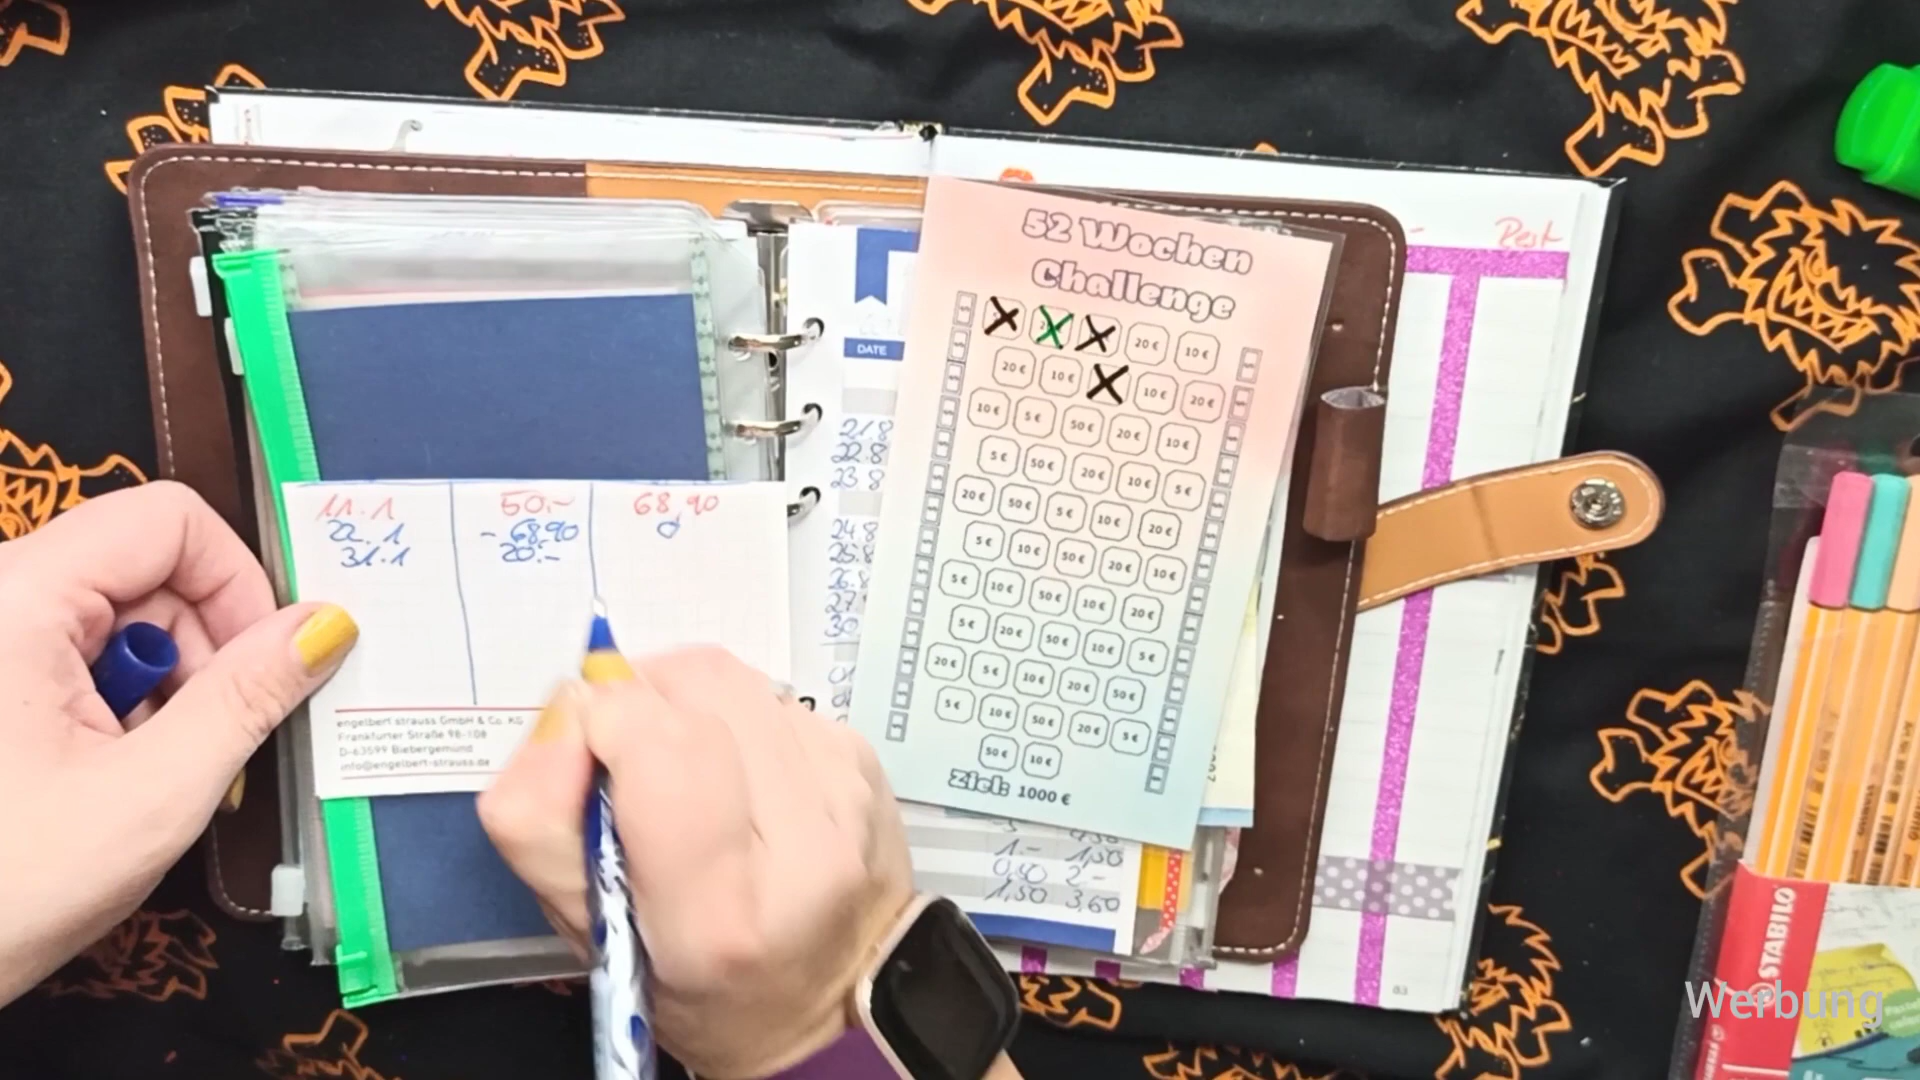 Rest
52 Wochen
Challenge
20 € 10 €
20 € 10 € 10 € 20 €
10 € 5 € 50 € 20 € 10 €
5 € 50 € 20 € 10 € 5 €
20 € 50 € 5 € 10 € 20 €
5 € 10 € 50 € 20 € 10 €
5 € 10 € 50 € 10 € 20 €
5 € 20 € 50 € 10 € 5 €
20 € 5 € 10 € 20 € 50 €
5 € 10 € 50 € 20 € 5 €
50 € 10 €
Ziel: 1000 €
DATE
21.8
22.8
23.8
24.8
25.8
26.8
27
30
11.1 50,- 68,90
22.1 - 68,90 0
31.1 20,-
engelbert strauss GmbH & Co. KG
Frankfurter Straße 98-108
D-63599 Biebergemünd
info@engelbert-strauss.de
1.- 1,50
0,50 2-
1,50 3,60
83
STABILO
Werbung